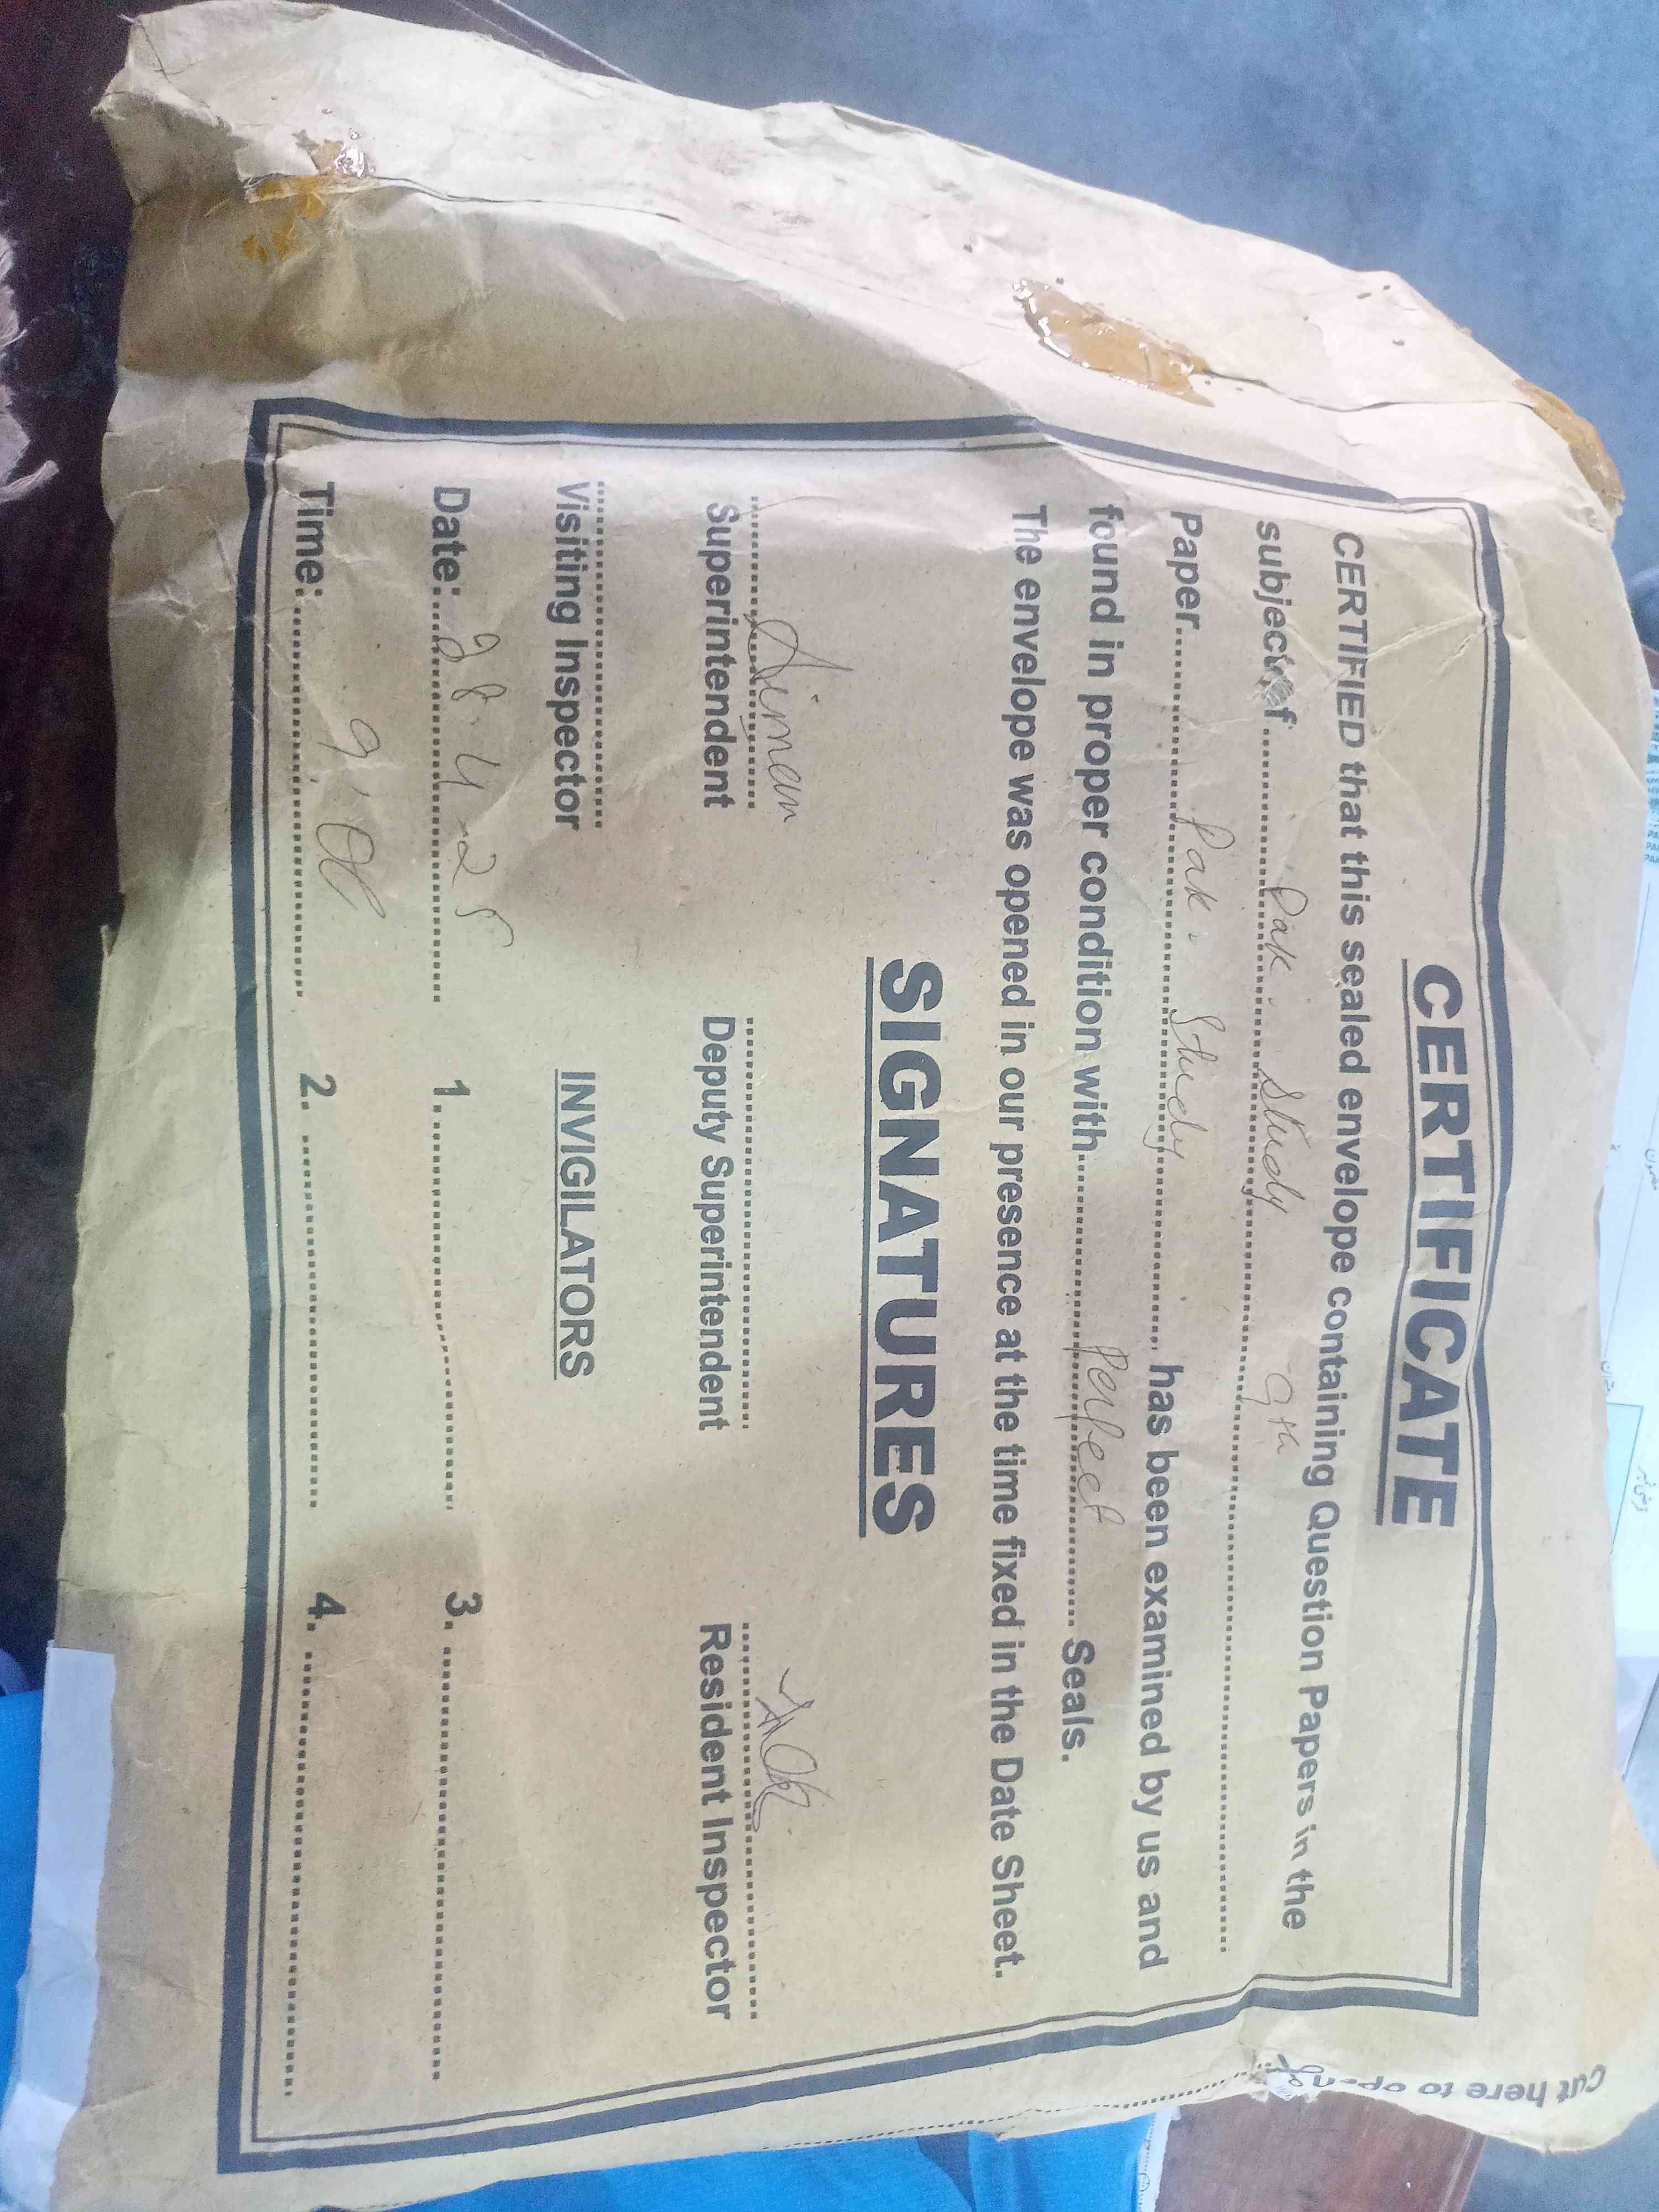 CERTIFICATE
CERTIFIED that this sealed envelope containing Question Papers in the
subject of.......... Pak. Study 9th ..........
Paper.......... Pak. Study .......... has been examined by us and
found in proper condition with.......... Perfect .......... Seals.
The envelope was opened in our presence at the time fixed in the Date Sheet.
SIGNATURES
Aiman
Superintendent Deputy Superintendent Resident Inspector
Visiting Inspector INVIGILATORS
Date:.......... 28-4-25 1. .......... 3. ..........
Time:.......... 9:00 2. .......... 4. ..........
cut here to open